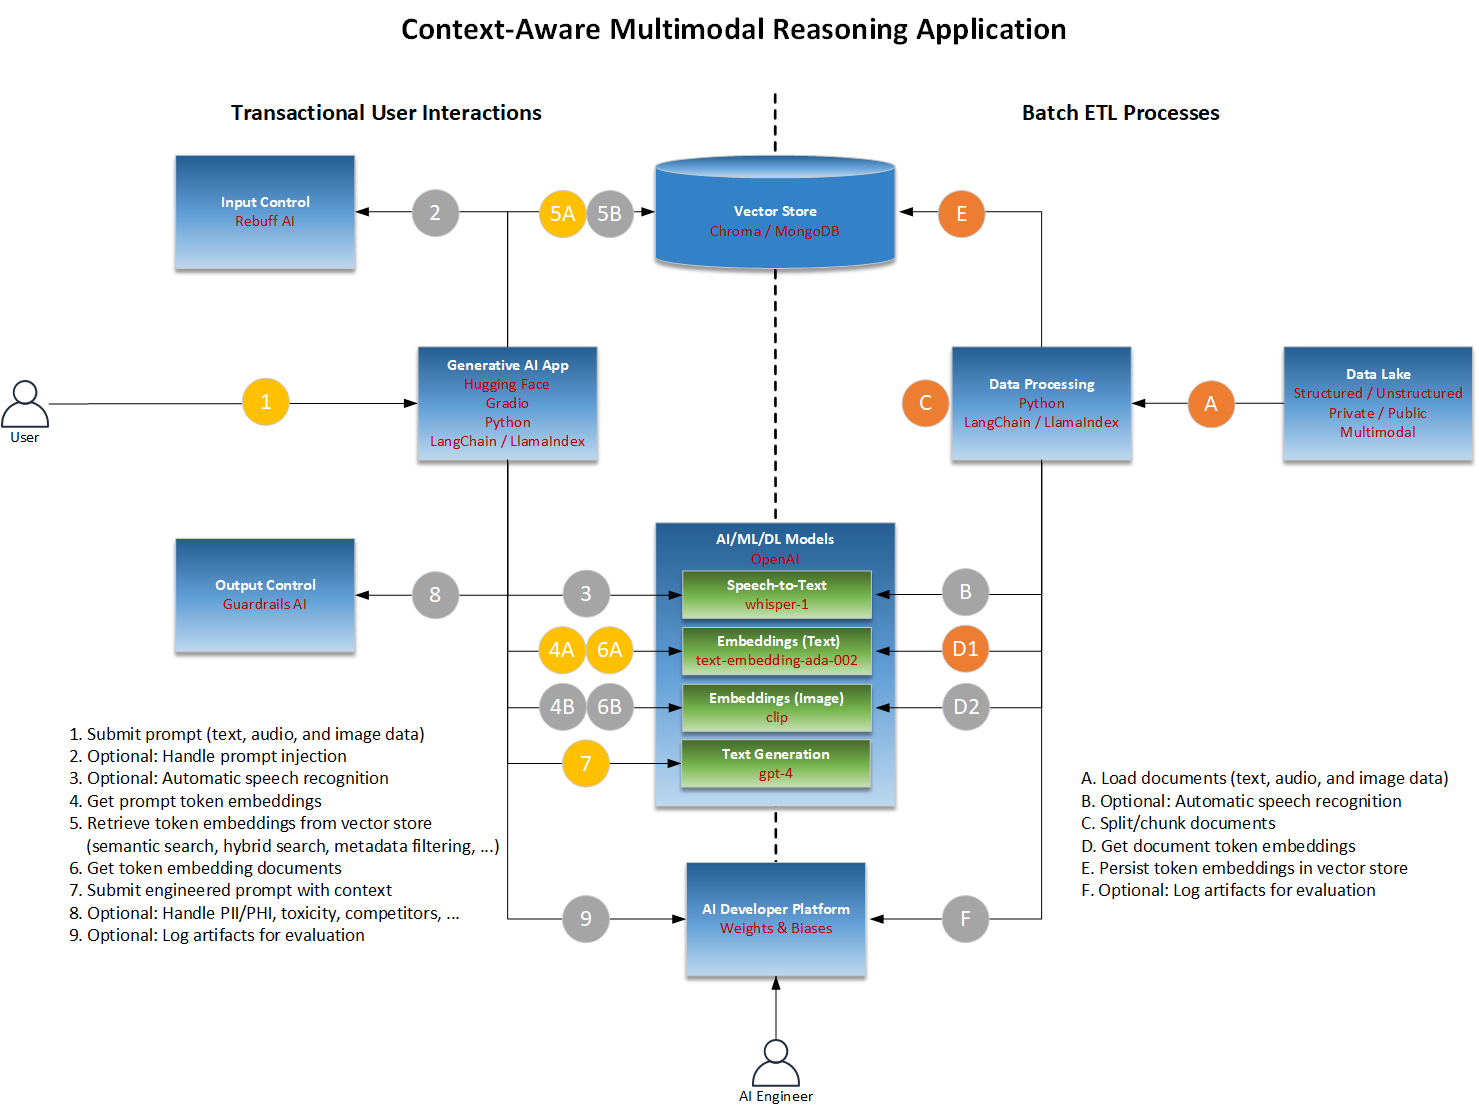 Context-Aware Multimodal Reasoning Application
Transactional User Interactions
Batch ETL Processes
Input Control
Rebuff AI
2
5A
5B
Vector Store
Chroma / MongoDB
E
User
1
Generative AI App
Hugging Face
Gradio
Python
LangChain / LlamaIndex
C
Data Processing
Python
LangChain / LlamaIndex
A
Data Lake
Structured / Unstructured
Private / Public
Multimodal
Output Control
Guardrails AI
8
3
AI/ML/DL Models
OpenAI
Speech-to-Text
whisper-1
B
4A
6A
Embeddings (Text)
text-embedding-ada-002
D1
4B
6B
Embeddings (Image)
clip
D2
7
Text Generation
gpt-4
1. Submit prompt (text, audio, and image data)
2. Optional: Handle prompt injection
3. Optional: Automatic speech recognition
4. Get prompt token embeddings
5. Retrieve token embeddings from vector store
(semantic search, hybrid search, metadata filtering, ...)
6. Get token embedding documents
7. Submit engineered prompt with context
8. Optional: Handle PII/PHI, toxicity, competitors, ...
9. Optional: Log artifacts for evaluation
A. Load documents (text, audio, and image data)
B. Optional: Automatic speech recognition
C. Split/chunk documents
D. Get document token embeddings
E. Persist token embeddings in vector store
F. Optional: Log artifacts for evaluation
9
AI Developer Platform
Weights & Biases
F
AI Engineer